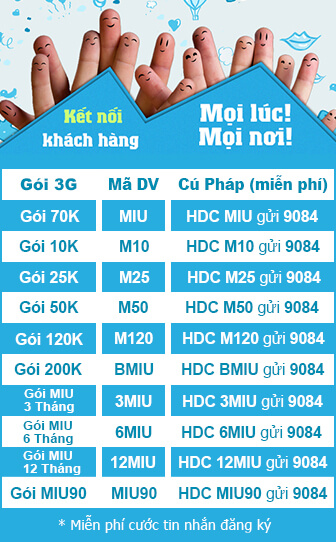 Kết nối
khách hàng
Mọi lúc!
Mọi nơi!
Gói 3G Mã DV Cú Pháp (miễn phí)
Gói 70K MIU HDC MIU gửi 9084
Gói 10K M10 HDC M10 gửi 9084
Gói 25K M25 HDC M25 gửi 9084
Gói 50K M50 HDC M50 gửi 9084
Gói 120K M120 HDC M120 gửi 9084
Gói 200K BMIU HDC BMIU gửi 9084
Gói MIU
3 Tháng 3MIU HDC 3MIU gửi 9084
Gói MIU
6 Tháng 6MIU HDC 6MIU gửi 9084
Gói MIU
12 Tháng 12MIU HDC 12MIU gửi 9084
Gói MIU90 MIU90 HDC MIU90 gửi 9084
* Miễn phí cước tin nhắn đăng ký